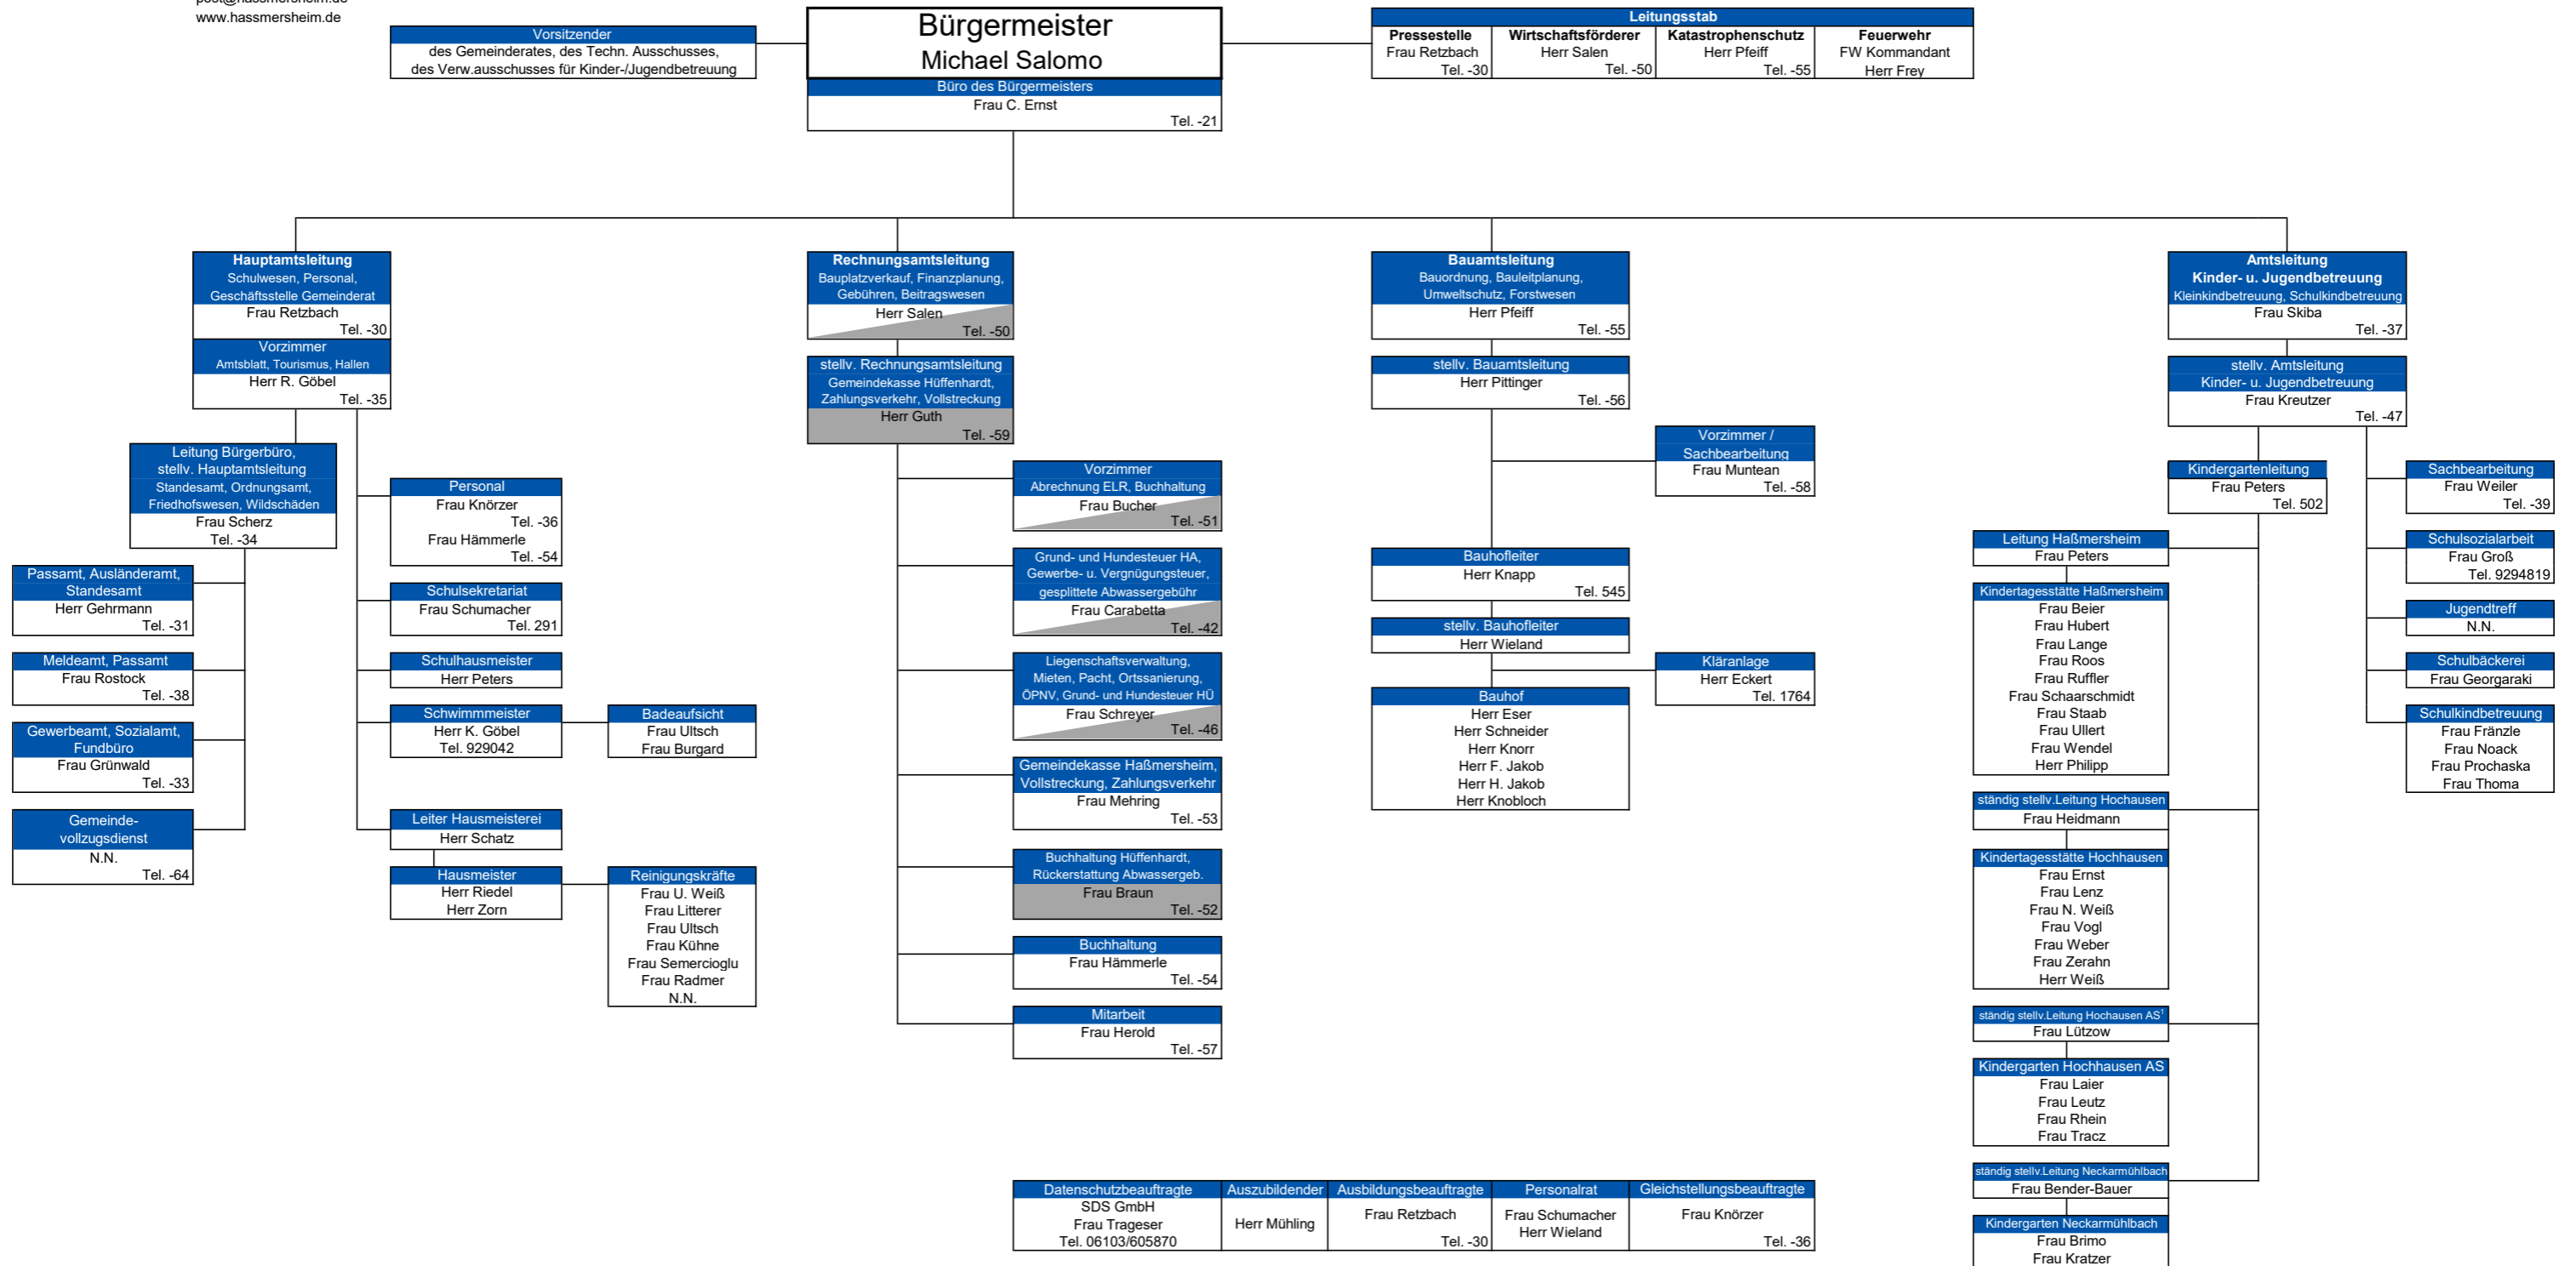 post@hassmersheim.de
www.hassmersheim.de
Vorsitzender
des Gemeinderates, des Techn. Ausschusses,
des Verw.ausschusses für Kinder-/Jugendbetreuung
Bürgermeister
Michael Salomo
Büro des Bürgermeisters
Frau C. Ernst
Tel. -21
Leitungsstab
Pressestelle
Frau Retzbach
Tel. -30
Wirtschaftsförderer
Herr Salen
Tel. -50
Katastrophenschutz
Herr Pfeiff
Tel. -55
Feuerwehr
FW Kommandant
Herr Frey
Hauptamtsleitung
Schulwesen, Personal,
Geschäftsstelle Gemeinderat
Frau Retzbach
Tel. -30
Vorzimmer
Amtsblatt, Tourismus, Hallen
Herr R. Göbel
Tel. -35
Leitung Bürgerbüro,
stellv. Hauptamtsleitung
Standesamt, Ordnungsamt,
Friedhofswesen, Wildschäden
Frau Scherz
Tel. -34
Passamt, Ausländeramt,
Standesamt
Herr Gehrmann
Tel. -31
Meldeamt, Passamt
Frau Rostock
Tel. -38
Gewerbeamt, Sozialamt,
Fundbüro
Frau Grünwald
Tel. -33
Gemeinde-
vollzugsdienst
N.N.
Tel. -64
Personal
Frau Knörzer
Tel. -36
Frau Hämmerle
Tel. -54
Schulsekretariat
Frau Schumacher
Tel. 291
Schulhausmeister
Herr Peters
Schwimmmeister
Herr K. Göbel
Tel. 929042
Badeaufsicht
Frau Ultsch
Frau Burgard
Leiter Hausmeisterei
Herr Schatz
Hausmeister
Herr Riedel
Herr Zorn
Reinigungskräfte
Frau U. Weiß
Frau Litterer
Frau Ultsch
Frau Kühne
Frau Semercioglu
Frau Radmer
N.N.
Rechnungsamtsleitung
Bauplatzverkauf, Finanzplanung,
Gebühren, Beitragswesen
Herr Salen
Tel. -50
stellv. Rechnungsamtsleitung
Gemeindekasse Hüffenhardt,
Zahlungsverkehr, Vollstreckung
Herr Guth
Tel. -59
Vorzimmer
Abrechnung ELR, Buchhaltung
Frau Bucher
Tel. -51
Grund- und Hundesteuer HA,
Gewerbe- u. Vergnügungsteuer,
gesplittete Abwassergebühr
Frau Carabetta
Tel. -42
Liegenschaftsverwaltung,
Mieten, Pacht, Ortssanierung,
ÖPNV, Grund- und Hundesteuer HÜ
Frau Schreyer
Tel. -46
Gemeindekasse Haßmersheim,
Vollstreckung, Zahlungsverkehr
Frau Mehring
Tel. -53
Buchhaltung Hüffenhardt,
Rückerstattung Abwassergeb.
Frau Braun
Tel. -52
Buchhaltung
Frau Hämmerle
Tel. -54
Mitarbeit
Frau Herold
Tel. -57
Bauamtsleitung
Bauordnung, Bauleitplanung,
Umweltschutz, Forstwesen
Herr Pfeiff
Tel. -55
stellv. Bauamtsleitung
Herr Pittinger
Tel. -56
Vorzimmer /
Sachbearbeitung
Frau Muntean
Tel. -58
Bauhofleiter
Herr Knapp
Tel. 545
stellv. Bauhofleiter
Herr Wieland
Kläranlage
Herr Eckert
Tel. 1764
Bauhof
Herr Eser
Herr Schneider
Herr Knorr
Herr F. Jakob
Herr H. Jakob
Herr Knobloch
Amtsleitung
Kinder- u. Jugendbetreuung
Kleinkindbetreuung, Schulkindbetreuung
Frau Skiba
Tel. -37
stellv. Amtsleitung
Kinder- u. Jugendbetreuung
Frau Kreutzer
Tel. -47
Kindergartenleitung
Frau Peters
Tel. 502
Leitung Haßmersheim
Frau Peters
Kindertagesstätte Haßmersheim
Frau Beier
Frau Hubert
Frau Lange
Frau Roos
Frau Ruffler
Frau Schaarschmidt
Frau Staab
Frau Ullert
Frau Wendel
Herr Philipp
ständig stellv.Leitung Hochausen
Frau Heidmann
Kindertagesstätte Hochhausen
Frau Ernst
Frau Lenz
Frau N. Weiß
Frau Vogl
Frau Weber
Frau Zerahn
Herr Weiß
ständig stellv.Leitung Hochausen AS¹
Frau Lützow
Kindergarten Hochhausen AS
Frau Laier
Frau Leutz
Frau Rhein
Frau Tracz
ständig stellv.Leitung Neckarmühlbach
Frau Bender-Bauer
Kindergarten Neckarmühlbach
Frau Brimo
Frau Kratzer
Sachbearbeitung
Frau Weiler
Tel. -39
Schulsozialarbeit
Frau Groß
Tel. 9294819
Jugendtreff
N.N.
Schulbäckerei
Frau Georgaraki
Schulkindbetreuung
Frau Fränzle
Frau Noack
Frau Prochaska
Frau Thoma
Datenschutzbeauftragte
SDS GmbH
Frau Trageser
Tel. 06103/605870
Auszubildender
Herr Mühling
Ausbildungsbeauftragte
Frau Retzbach
Tel. -30
Personalrat
Frau Schumacher
Herr Wieland
Gleichstellungsbeauftragte
Frau Knörzer
Tel. -36